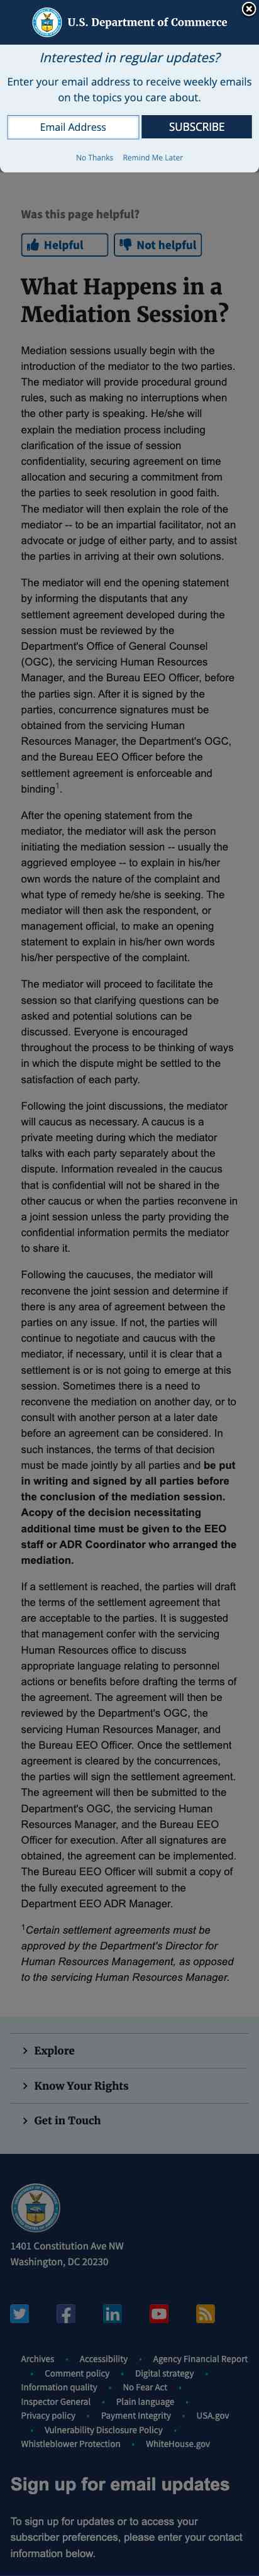 U.S. Department of Commerce
Interested in regular updates?
Enter your email address to receive weekly emails
on the topics you care about.
Email Address SUBSCRIBE
No Thanks Remind Me Later
Was this page helpful?
Helpful Not helpful
What Happens in a
Mediation Session?
Mediation sessions usually begin with the
introduction of the mediator to the two parties.
The mediator will provide procedural ground
rules, such as making no interruptions when
the other party is speaking. He/she will
explain the mediation process including
clarification of the issue of session
confidentiality, securing agreement on time
allocation and securing a commitment from
the parties to seek resolution in good faith.
The mediator will then explain the role of the
mediator -- to be an impartial facilitator, not an
advocate or judge of either party, and to assist
the parties in arriving at their own solutions.
The mediator will end the opening statement
by informing the disputants that any
settlement agreement developed during the
session must be reviewed by the
Department's Office of General Counsel
(OGC), the servicing Human Resources
Manager, and the Bureau EEO Officer, before
the parties sign. After it is signed by the
parties, concurrence signatures must be
obtained from the servicing Human
Resources Manager, the Department's OGC,
and the Bureau EEO Officer before the
settlement agreement is enforceable and
binding1.
After the opening statement from the
mediator, the mediator will ask the person
initiating the mediation session -- usually the
aggrieved employee -- to explain in his/her
own words the nature of the complaint and
what type of remedy he/she is seeking. The
mediator will then ask the respondent, or
management official, to make an opening
statement to explain in his/her own words
his/her perspective of the complaint.
The mediator will proceed to facilitate the
session so that clarifying questions can be
asked and potential solutions can be
discussed. Everyone is encouraged
throughout the process to be thinking of ways
in which the dispute might be settled to the
satisfaction of each party.
Following the joint discussions, the mediator
will caucus as necessary. A caucus is a
private meeting during which the mediator
talks with each party separately about the
dispute. Information revealed in the caucus
that is confidential will not be shared in the
other caucus or when the parties reconvene in
a joint session unless the party providing the
confidential information permits the mediator
to share it.
Following the caucuses, the mediator will
reconvene the joint session and determine if
there is any area of agreement between the
parties on any issue. If not, the parties will
continue to negotiate and caucus with the
mediator, if necessary, until it is clear that a
settlement is or is not going to emerge at this
session. Sometimes there is a need to
reconvene the mediation on another day, or to
consult with another person at a later date
before an agreement can be considered. In
such instances, the terms of that decision
must be made jointly by all parties and be put
in writing and signed by all parties before
the conclusion of the mediation session.
Acopy of the decision necessitating
additional time must be given to the EEO
staff or ADR Coordinator who arranged the
mediation.
If a settlement is reached, the parties will draft
the terms of the settlement agreement that
are acceptable to the parties. It is suggested
that management confer with the servicing
Human Resources office to discuss
appropriate language relating to personnel
actions or benefits before drafting the terms of
the agreement. The agreement will then be
reviewed by the Department's OGC, the
servicing Human Resources Manager, and
the Bureau EEO Officer. Once the settlement
agreement is cleared by the concurrences,
the parties will sign the settlement agreement.
The agreement will then be submitted to the
Department's OGC, the servicing Human
Resources Manager, and the Bureau EEO
Officer for execution. After all signatures are
obtained, the agreement can be implemented.
The Bureau EEO Officer will submit a copy of
the fully executed agreement to the
Department EEO ADR Manager.
1Certain settlement agreements must be
approved by the Department's Director for
Human Resources Management, as opposed
to the servicing Human Resources Manager.
Explore
Know Your Rights
Get in Touch
1401 Constitution Ave NW
Washington, DC 20230
Archives Accessibility Agency Financial Report
Comment policy Digital strategy
Information quality No Fear Act
Inspector General Plain language
Privacy policy Payment Integrity USA.gov
Vulnerability Disclosure Policy
Whistleblower Protection WhiteHouse.gov
Sign up for email updates
To sign up for updates or to access your
subscriber preferences, please enter your contact
information below.